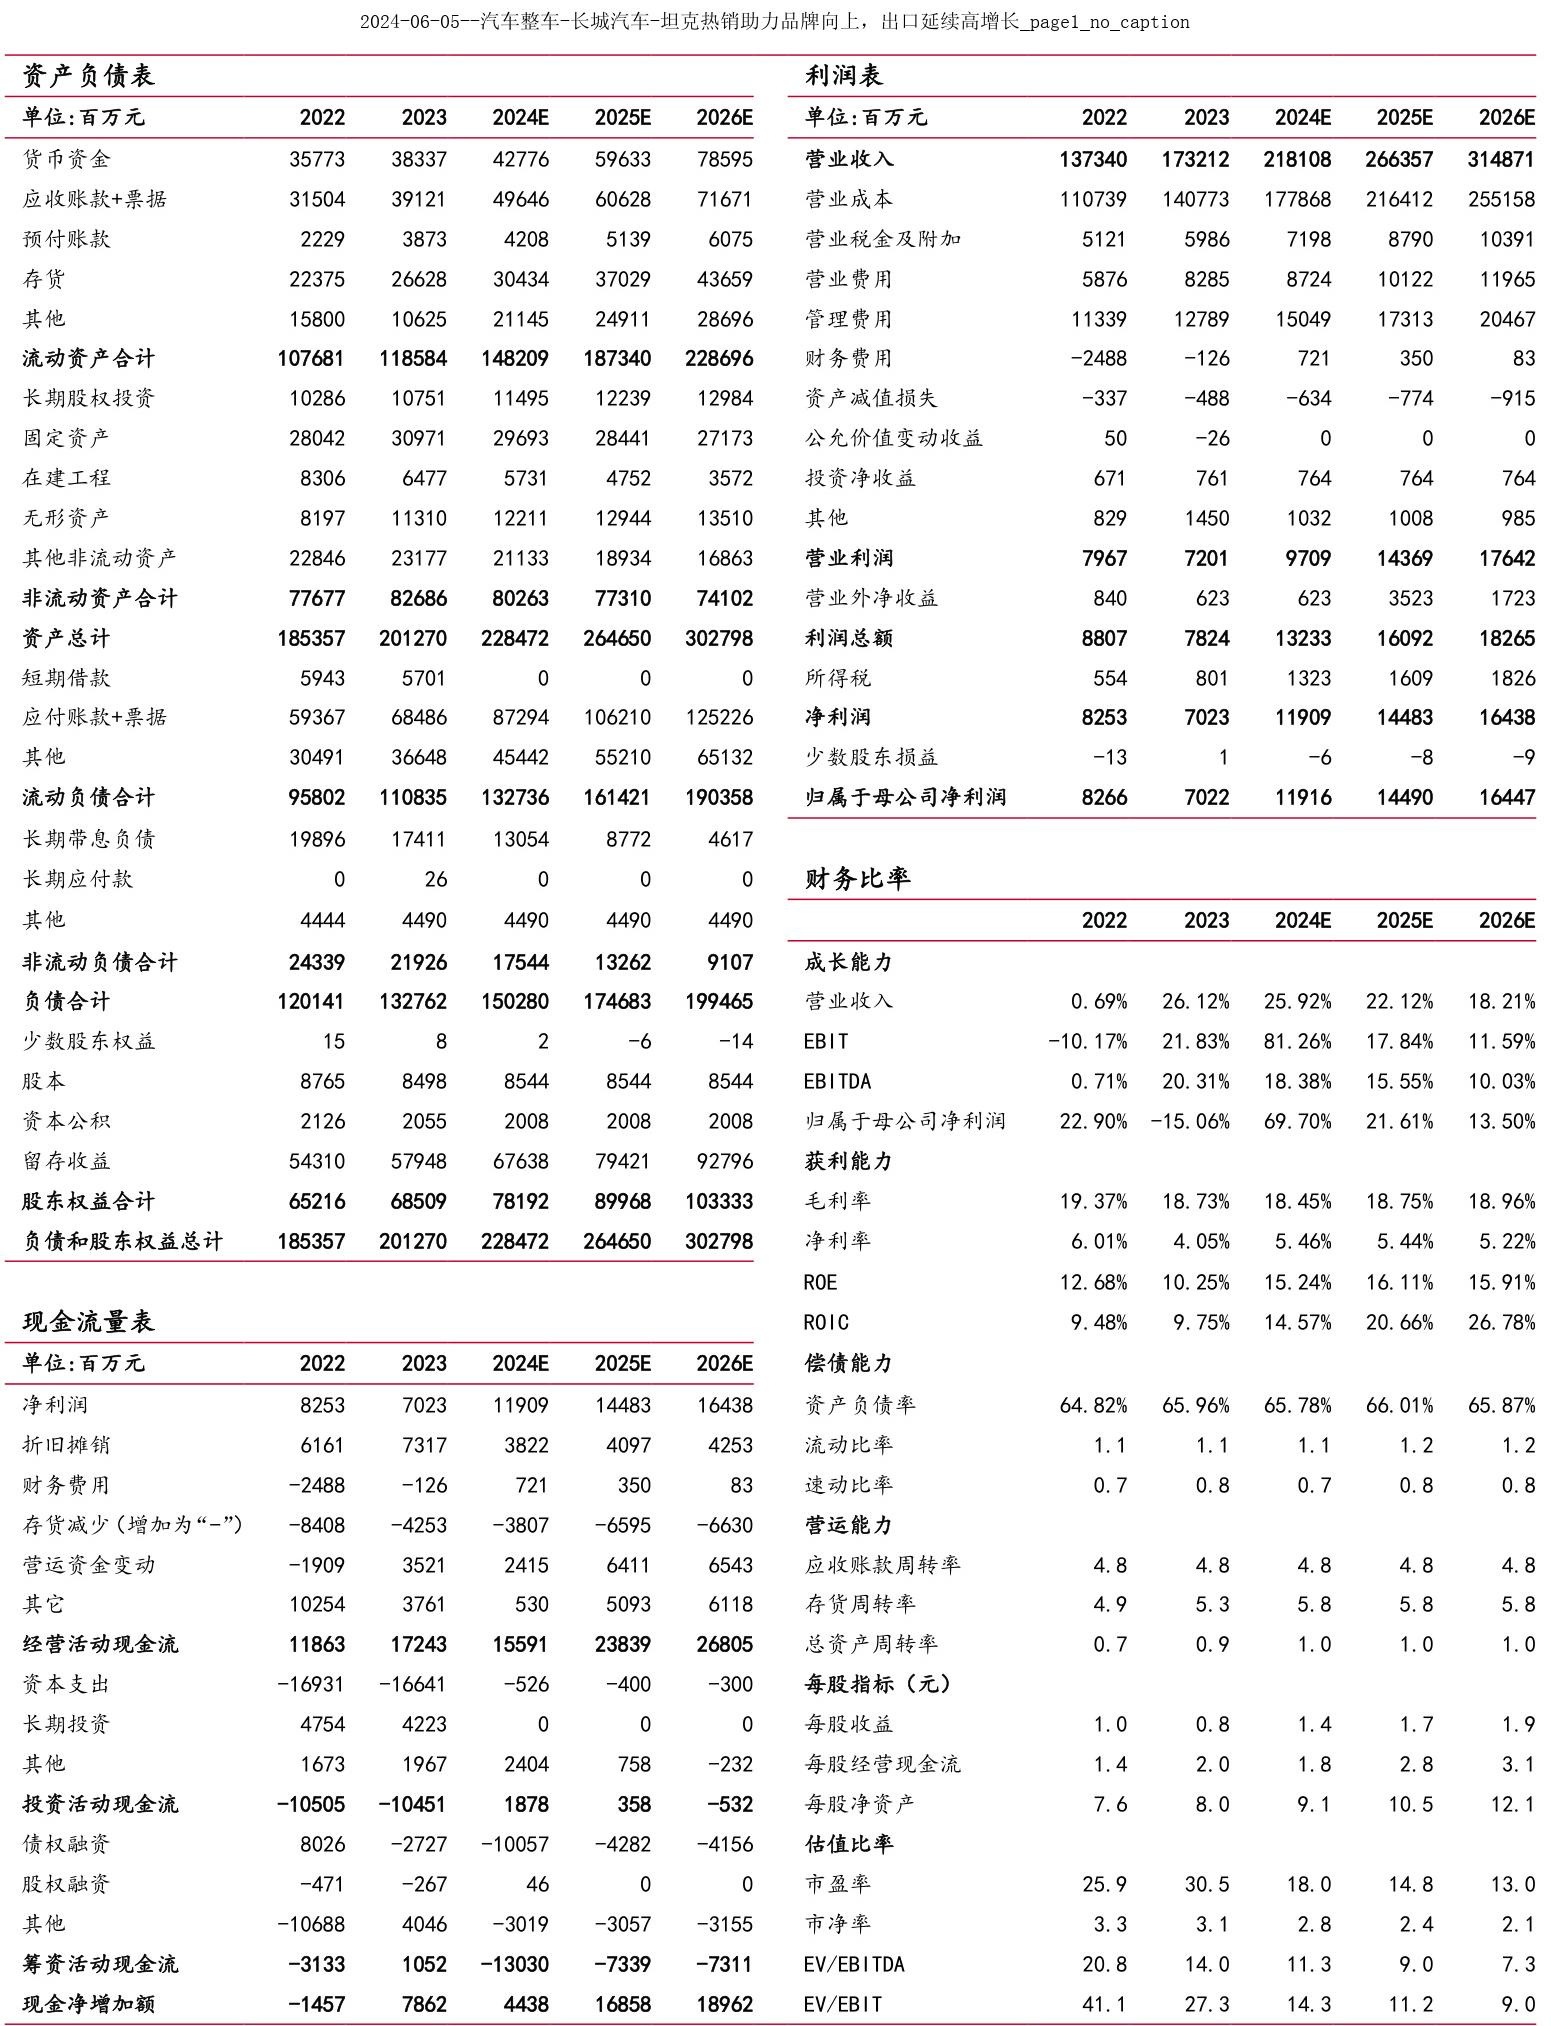 2024-06-05--汽车整车-长城汽车-坦克热销助力品牌向上，出口延续高增长_page1_no_caption
资产负债表
单位:百万元 2022 2023 2024E 2025E 2026E
货币资金 35773 38337 42776 59633 78595
应收账款+票据 31504 39121 49646 60628 71671
预付账款 2229 3873 4208 5139 6075
存货 22375 26628 30434 37029 43659
其他 15800 10625 21145 24911 28696
流动资产合计 107681 118584 148209 187340 228696
长期股权投资 10286 10751 11495 12239 12984
固定资产 28042 30971 29693 28441 27173
在建工程 8306 6477 5731 4752 3572
无形资产 8197 11310 12211 12944 13510
其他非流动资产 22846 23177 21133 18934 16863
非流动资产合计 77677 82686 80263 77310 74102
资产总计 185357 201270 228472 264650 302798
短期借款 5943 5701 0 0 0
应付账款+票据 59367 68486 87294 106210 125226
其他 30491 36648 45442 55210 65132
流动负债合计 95802 110835 132736 161421 190358
长期带息负债 19896 17411 13054 8772 4617
长期应付款 0 26 0 0 0
其他 4444 4490 4490 4490 4490
非流动负债合计 24339 21926 17544 13262 9107
负债合计 120141 132762 150280 174683 199465
少数股东权益 15 8 2 -6 -14
股本 8765 8498 8544 8544 8544
资本公积 2126 2055 2008 2008 2008
留存收益 54310 57948 67638 79421 92796
股东权益合计 65216 68509 78192 89968 103333
负债和股东权益总计 185357 201270 228472 264650 302798
现金流量表
单位:百万元 2022 2023 2024E 2025E 2026E
净利润 8253 7023 11909 14483 16438
折旧摊销 6161 7317 3822 4097 4253
财务费用 -2488 -126 721 350 83
存货减少(增加为“-”) -8408 -4253 -3807 -6595 -6630
营运资金变动 -1909 3521 2415 6411 6543
其它 10254 3761 530 5093 6118
经营活动现金流 11863 17243 15591 23839 26805
资本支出 -16931 -16641 -526 -400 -300
长期投资 4754 4223 0 0 0
其他 1673 1967 2404 758 -232
投资活动现金流 -10505 -10451 1878 358 -532
债权融资 8026 -2727 -10057 -4282 -4156
股权融资 -471 -267 46 0 0
其他 -10688 4046 -3019 -3057 -3155
筹资活动现金流 -3133 1052 -13030 -7339 -7311
现金净增加额 -1457 7862 4438 16858 18962
利润表
单位:百万元 2022 2023 2024E 2025E 2026E
营业收入 137340 173212 218108 266357 314871
营业成本 110739 140773 177868 216412 255158
营业税金及附加 5121 5986 7198 8790 10391
营业费用 5876 8285 8724 10122 11965
管理费用 11339 12789 15049 17313 20467
财务费用 -2488 -126 721 350 83
资产减值损失 -337 -488 -634 -774 -915
公允价值变动收益 50 -26 0 0 0
投资净收益 671 761 764 764 764
其他 829 1450 1032 1008 985
营业利润 7967 7201 9709 14369 17642
营业外净收益 840 623 623 3523 1723
利润总额 8807 7824 13233 16092 18265
所得税 554 801 1323 1609 1826
净利润 8253 7023 11909 14483 16438
少数股东损益 -13 1 -6 -8 -9
归属于母公司净利润 8266 7022 11916 14490 16447
财务比率
2022 2023 2024E 2025E 2026E
成长能力
营业收入 0.69% 26.12% 25.92% 22.12% 18.21%
EBIT -10.17% 21.83% 81.26% 17.84% 11.59%
EBITDA 0.71% 20.31% 18.38% 15.55% 10.03%
归属于母公司净利润 22.90% -15.06% 69.70% 21.61% 13.50%
获利能力
毛利率 19.37% 18.73% 18.45% 18.75% 18.96%
净利率 6.01% 4.05% 5.46% 5.44% 5.22%
ROE 12.68% 10.25% 15.24% 16.11% 15.91%
ROIC 9.48% 9.75% 14.57% 20.66% 26.78%
偿债能力
资产负债率 64.82% 65.96% 65.78% 66.01% 65.87%
流动比率 1.1 1.1 1.1 1.2 1.2
速动比率 0.7 0.8 0.7 0.8 0.8
营运能力
应收账款周转率 4.8 4.8 4.8 4.8 4.8
存货周转率 4.9 5.3 5.8 5.8 5.8
总资产周转率 0.7 0.9 1.0 1.0 1.0
每股指标（元）
每股收益 1.0 0.8 1.4 1.7 1.9
每股经营现金流 1.4 2.0 1.8 2.8 3.1
每股净资产 7.6 8.0 9.1 10.5 12.1
估值比率
市盈率 25.9 30.5 18.0 14.8 13.0
市净率 3.3 3.1 2.8 2.4 2.1
EV/EBITDA 20.8 14.0 11.3 9.0 7.3
EV/EBIT 41.1 27.3 14.3 11.2 9.0